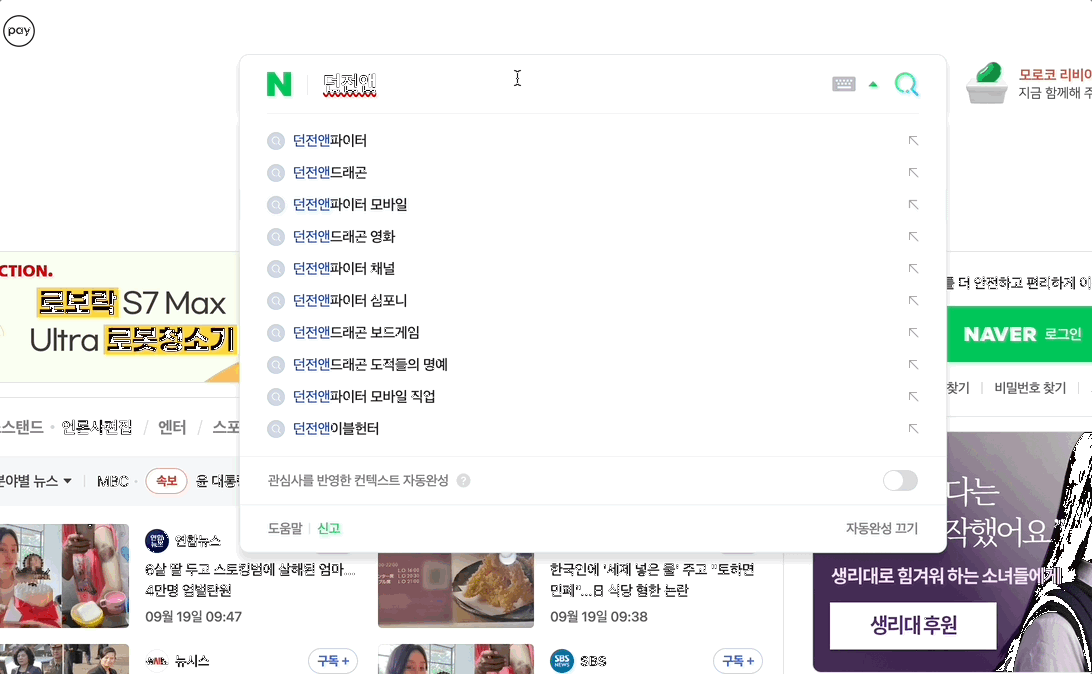 pay
N 던전앤
모로코 리비아
지금 함께해 주
던전앤파이터
던전앤드래곤
던전앤파이터 모바일
던전앤드래곤 영화
던전앤파이터 채널
던전앤파이터 심포니
던전앤드래곤 보드게임
던전앤드래곤 도적들의 명예
던전앤파이터 모바일 직업
던전앤이블헌터
관심사를 반영한 컨텍스트 자동완성 ?
도움말 신고 자동완성 끄기
CTION.
로보락 S7 Max
Ultra 로봇청소기
를 더 안전하고 편리하게 이
NAVER 로그인
찾기 비밀번호 찾기
스탠드 · 언론사편집 / 엔터 / 스포
분야별 뉴스 MBC 속보 윤 대통령
연합뉴스
6살 딸 두고 스토킹범에 살해된 엄마.....
4만명 엄벌탄원
09월 19일 09:47
한국인에 '세제 넣은 물' 주고 "토하면
민폐"...日 식당 혐한 논란
09월 19일 09:38
뉴시스 구독 +
SBS NEWS SBS 구독 +
다는
작했어요"
생리대로 힘겨워 하는 소녀들에게
생리대 후원